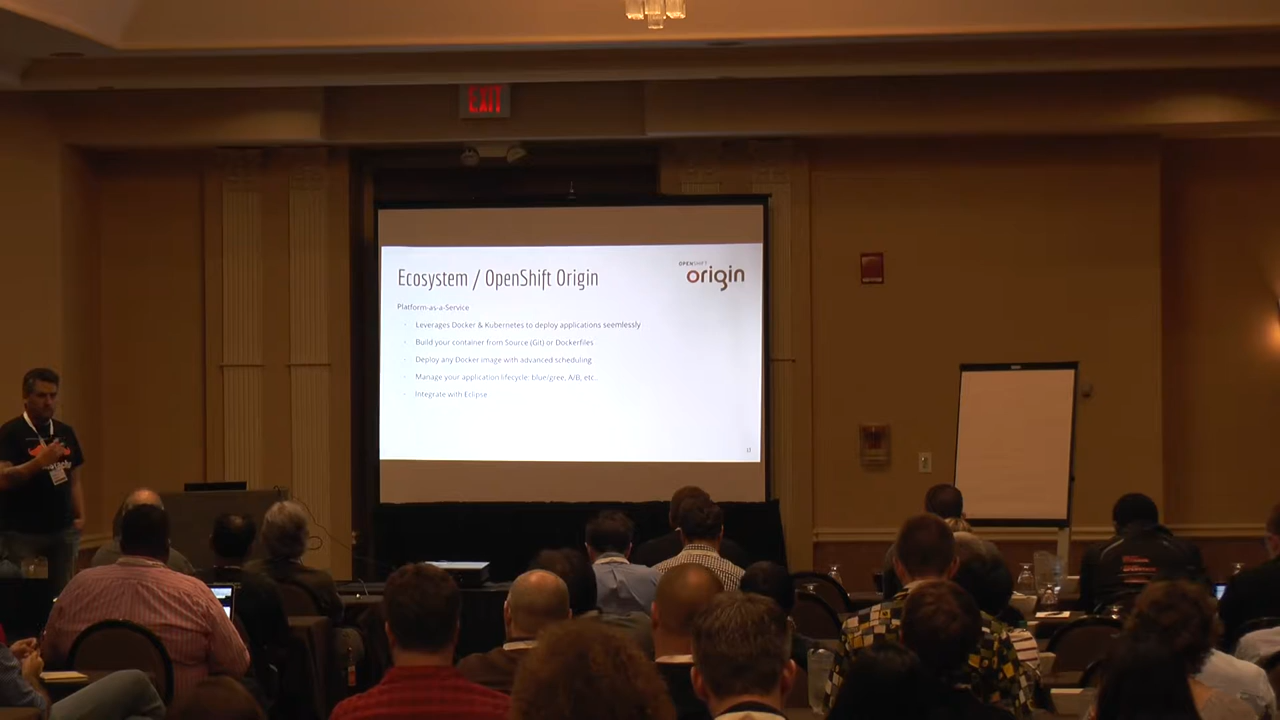 EXIT
Ecosystem / OpenShift Origin
OPENSHIFT
origin
Platform-as-a-Service
Leverages Docker & Kubernetes to deploy applications seemlessly
Build your container from Source (Git) or Dockerfiles
Deploy any Docker image with advanced scheduling
Manage your application lifecycle: blue/gree, A/B, etc.
Integrate with Eclipse